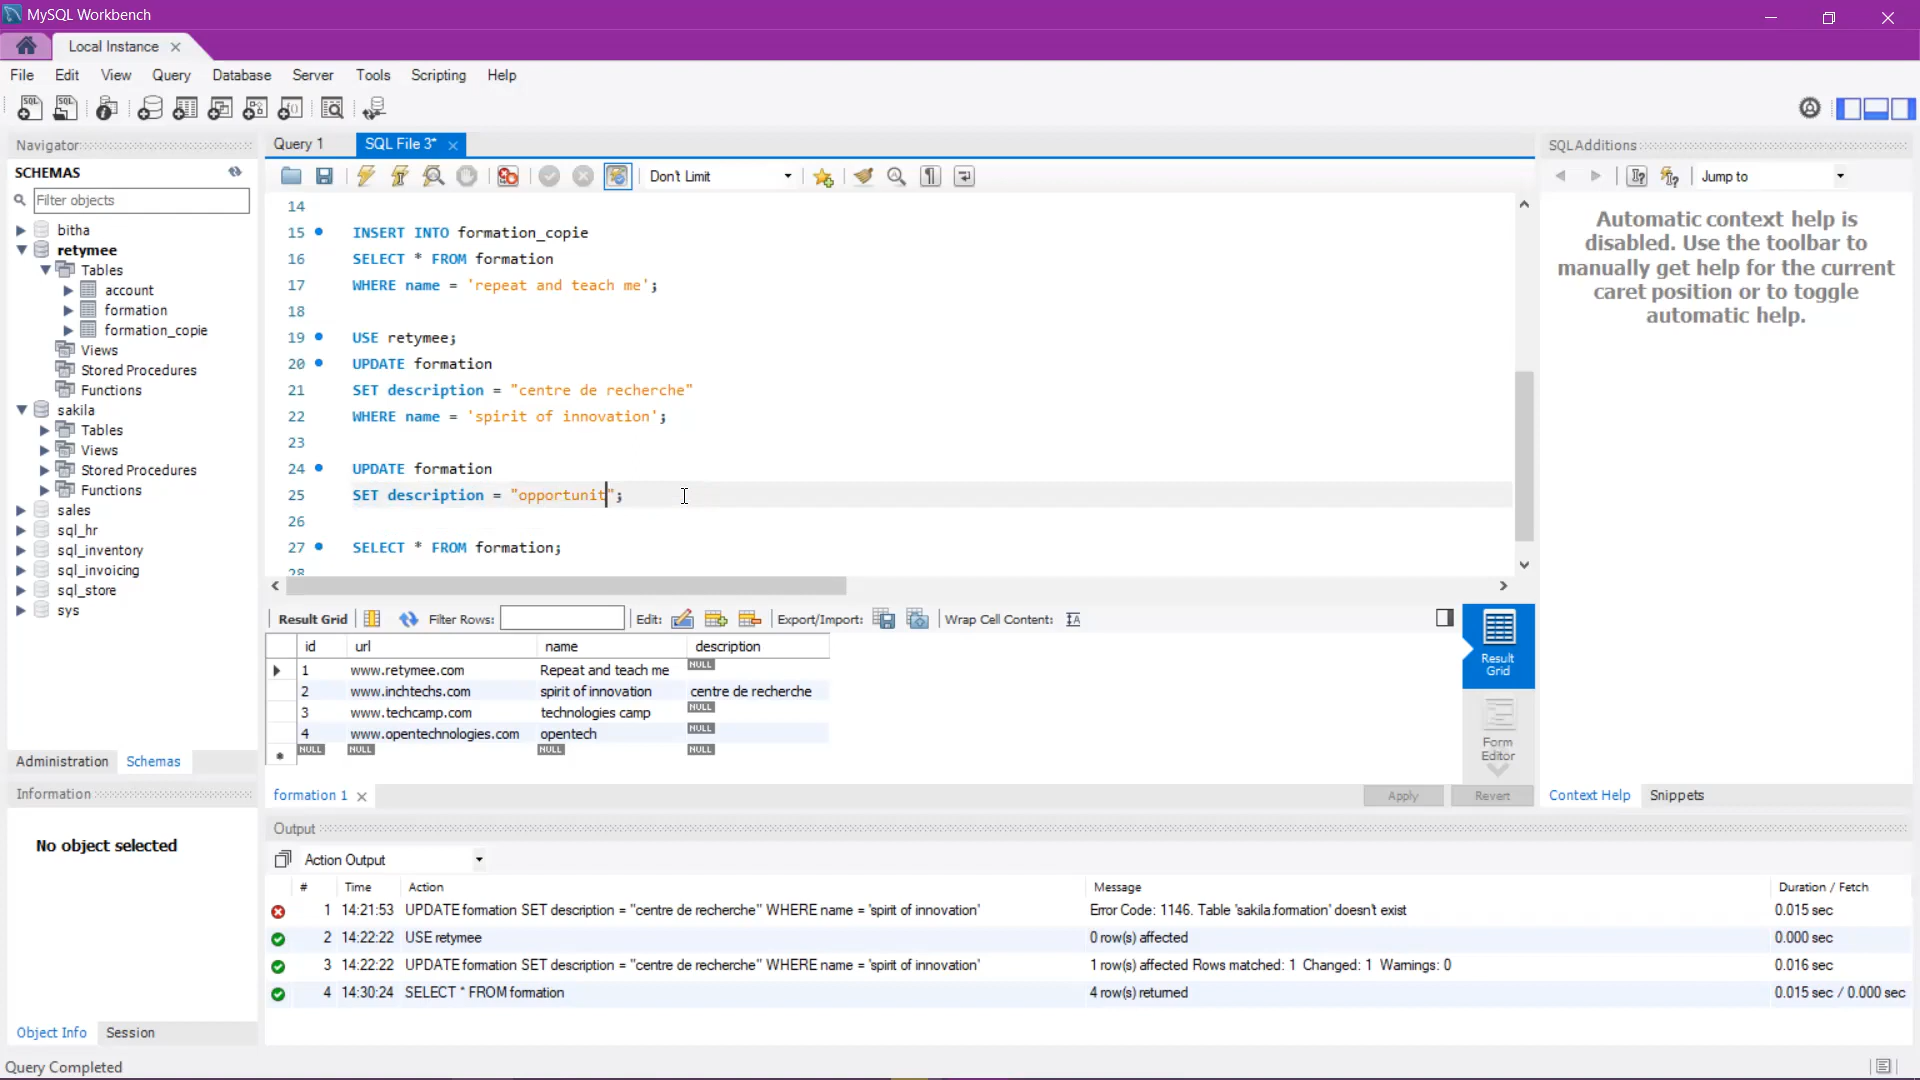 MySQL Workbench
Local Instance
File Edit View Query Database Server Tools Scripting Help
Navigator
SCHEMAS
Filter objects
bitha
retymee
Tables
account
formation
formation_copie
Views
Stored Procedures
Functions
sakila
Tables
Views
Stored Procedures
Functions
sales
sql_hr
sql_inventory
sql_invoicing
sql_store
sys
Administration Schemas
Information
No object selected
Object Info Session
Query 1 SQL File 3*
Don't Limit
14
15 INSERT INTO formation_copie
16 SELECT * FROM formation
17 WHERE name = 'repeat and teach me';
18
19 USE retymee;
20 UPDATE formation
21 SET description = "centre de recherche"
22 WHERE name = 'spirit of innovation';
23
24 UPDATE formation
25 SET description = "opportunit";
26
27 SELECT * FROM formation;
28
Result Grid Filter Rows: Edit: Export/Import: Wrap Cell Content:
id url name description
1 www.retymee.com Repeat and teach me NULL
2 www.inchtechs.com spirit of innovation centre de recherche
3 www.techcamp.com technologies camp NULL
4 www.opentechnologies.com opentech NULL
NULL NULL NULL NULL
Result
Grid
Form
Editor
formation 1 Apply Revert
SQLAdditions
Jump to
Automatic context help is
disabled. Use the toolbar to
manually get help for the current
caret position or to toggle
automatic help.
Context Help Snippets
Output
Action Output
# Time Action Message Duration / Fetch
1 14:21:53 UPDATE formation SET description = "centre de recherche" WHERE name = 'spirit of innovation' Error Code: 1146. Table 'sakila.formation' doesn't exist 0.015 sec
2 14:22:22 USE retymee 0 row(s) affected 0.000 sec
3 14:22:22 UPDATE formation SET description = "centre de recherche" WHERE name = 'spirit of innovation' 1 row(s) affected Rows matched: 1 Changed: 1 Warnings: 0 0.016 sec
4 14:30:24 SELECT * FROM formation 4 row(s) returned 0.015 sec / 0.000 sec
Query Completed